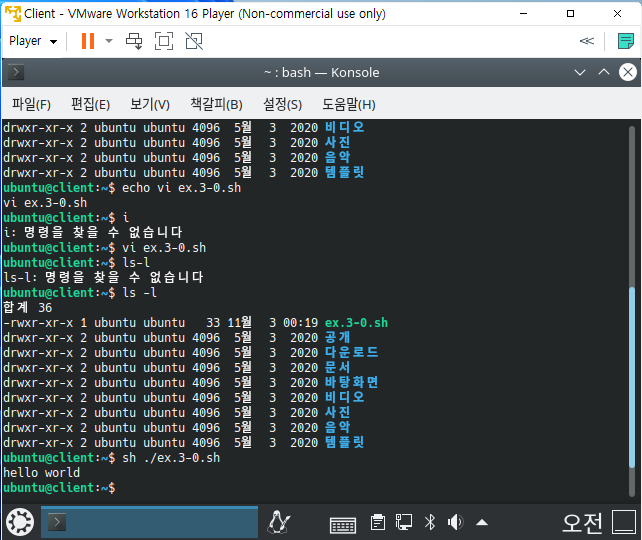 Client - VMware Workstation 16 Player (Non-commercial use only)
Player
~ : bash — Konsole
파일(F) 편집(E) 보기(V) 책갈피(B) 설정(S) 도움말(H)
drwxr-xr-x 2 ubuntu ubuntu 4096  5월  3  2020 비디오
drwxr-xr-x 2 ubuntu ubuntu 4096  5월  3  2020 사진
drwxr-xr-x 2 ubuntu ubuntu 4096  5월  3  2020 음악
drwxr-xr-x 2 ubuntu ubuntu 4096  5월  3  2020 템플릿
ubuntu@client:~$ echo vi ex.3-0.sh
vi ex.3-0.sh
ubuntu@client:~$ i
i: 명령을 찾을 수 없습니다
ubuntu@client:~$ vi ex.3-0.sh
ubuntu@client:~$ ls-l
ls-l: 명령을 찾을 수 없습니다
ubuntu@client:~$ ls -l
합계 36
-rwxr-xr-x 1 ubuntu ubuntu   33 11월  3 00:19 ex.3-0.sh
drwxr-xr-x 2 ubuntu ubuntu 4096  5월  3  2020 공개
drwxr-xr-x 2 ubuntu ubuntu 4096  5월  3  2020 다운로드
drwxr-xr-x 2 ubuntu ubuntu 4096  5월  3  2020 문서
drwxr-xr-x 2 ubuntu ubuntu 4096  5월  3  2020 바탕화면
drwxr-xr-x 2 ubuntu ubuntu 4096  5월  3  2020 비디오
drwxr-xr-x 2 ubuntu ubuntu 4096  5월  3  2020 사진
drwxr-xr-x 2 ubuntu ubuntu 4096  5월  3  2020 음악
drwxr-xr-x 2 ubuntu ubuntu 4096  5월  3  2020 템플릿
ubuntu@client:~$ sh ./ex.3-0.sh
hello world
ubuntu@client:~$
오전